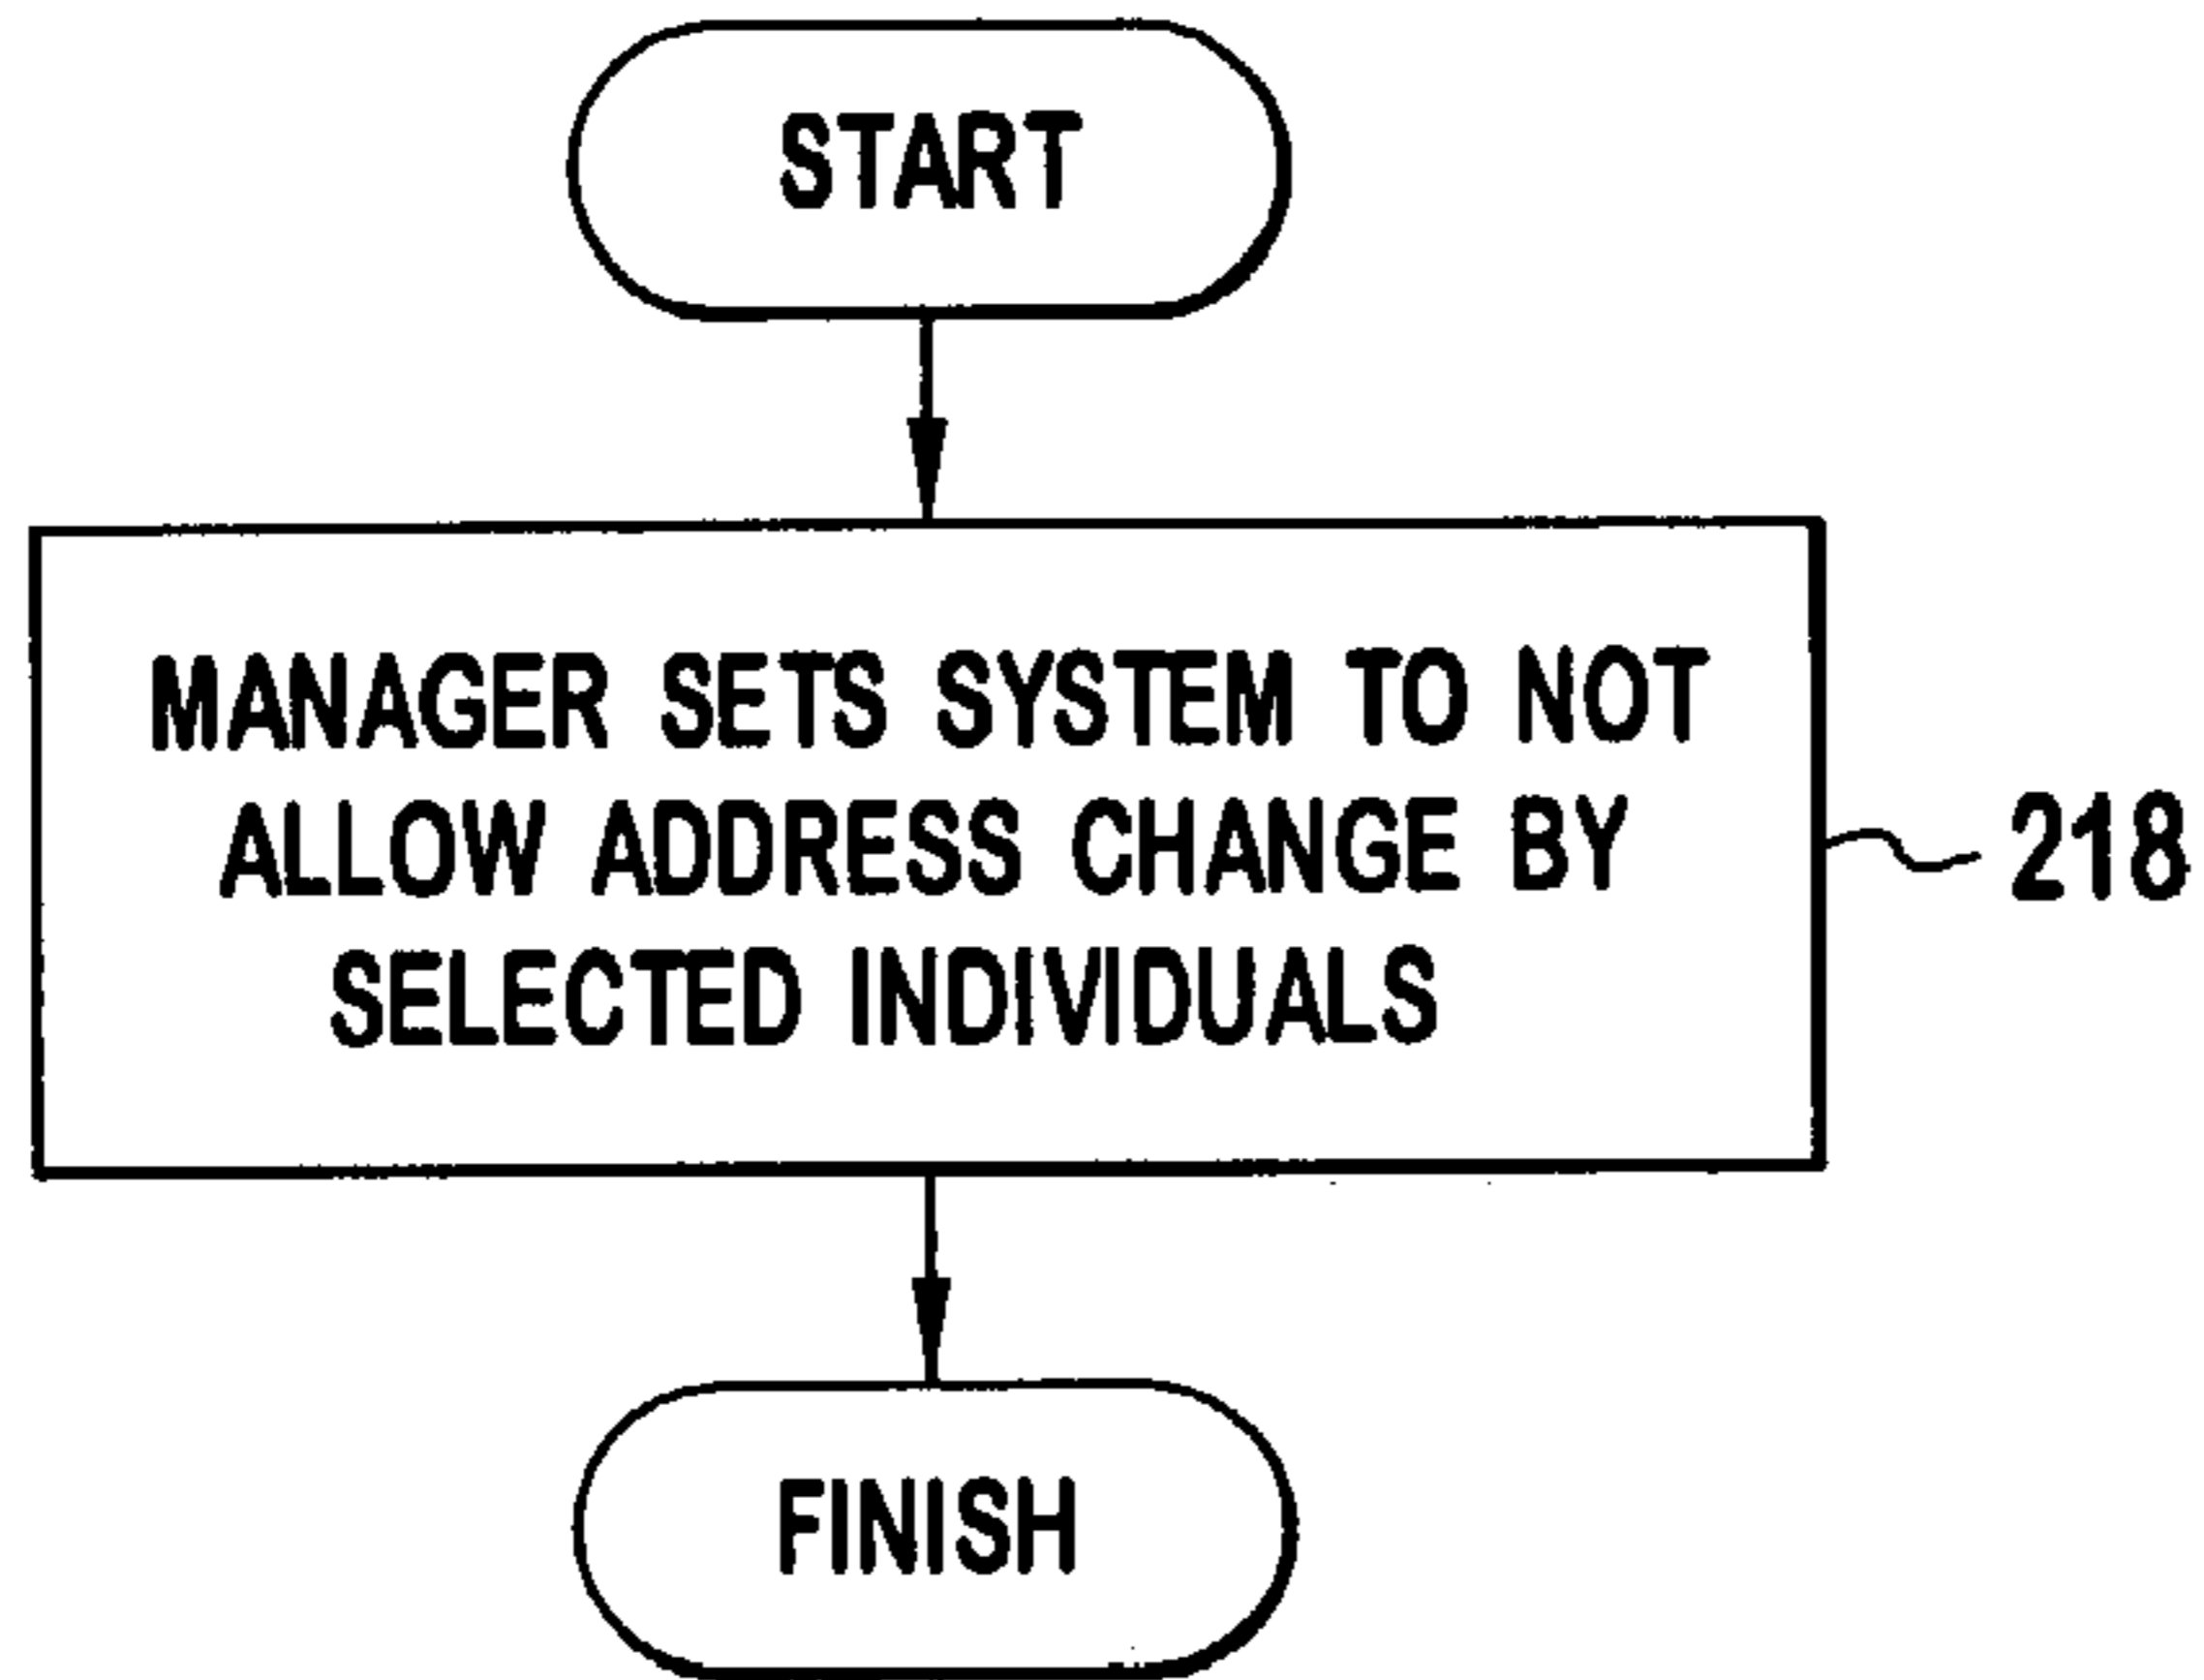 START
MANAGER SETS SYSTEM TO NOT
ALLOW ADDRESS CHANGE BY
SELECTED INDIVIDUALS
218
FINISH